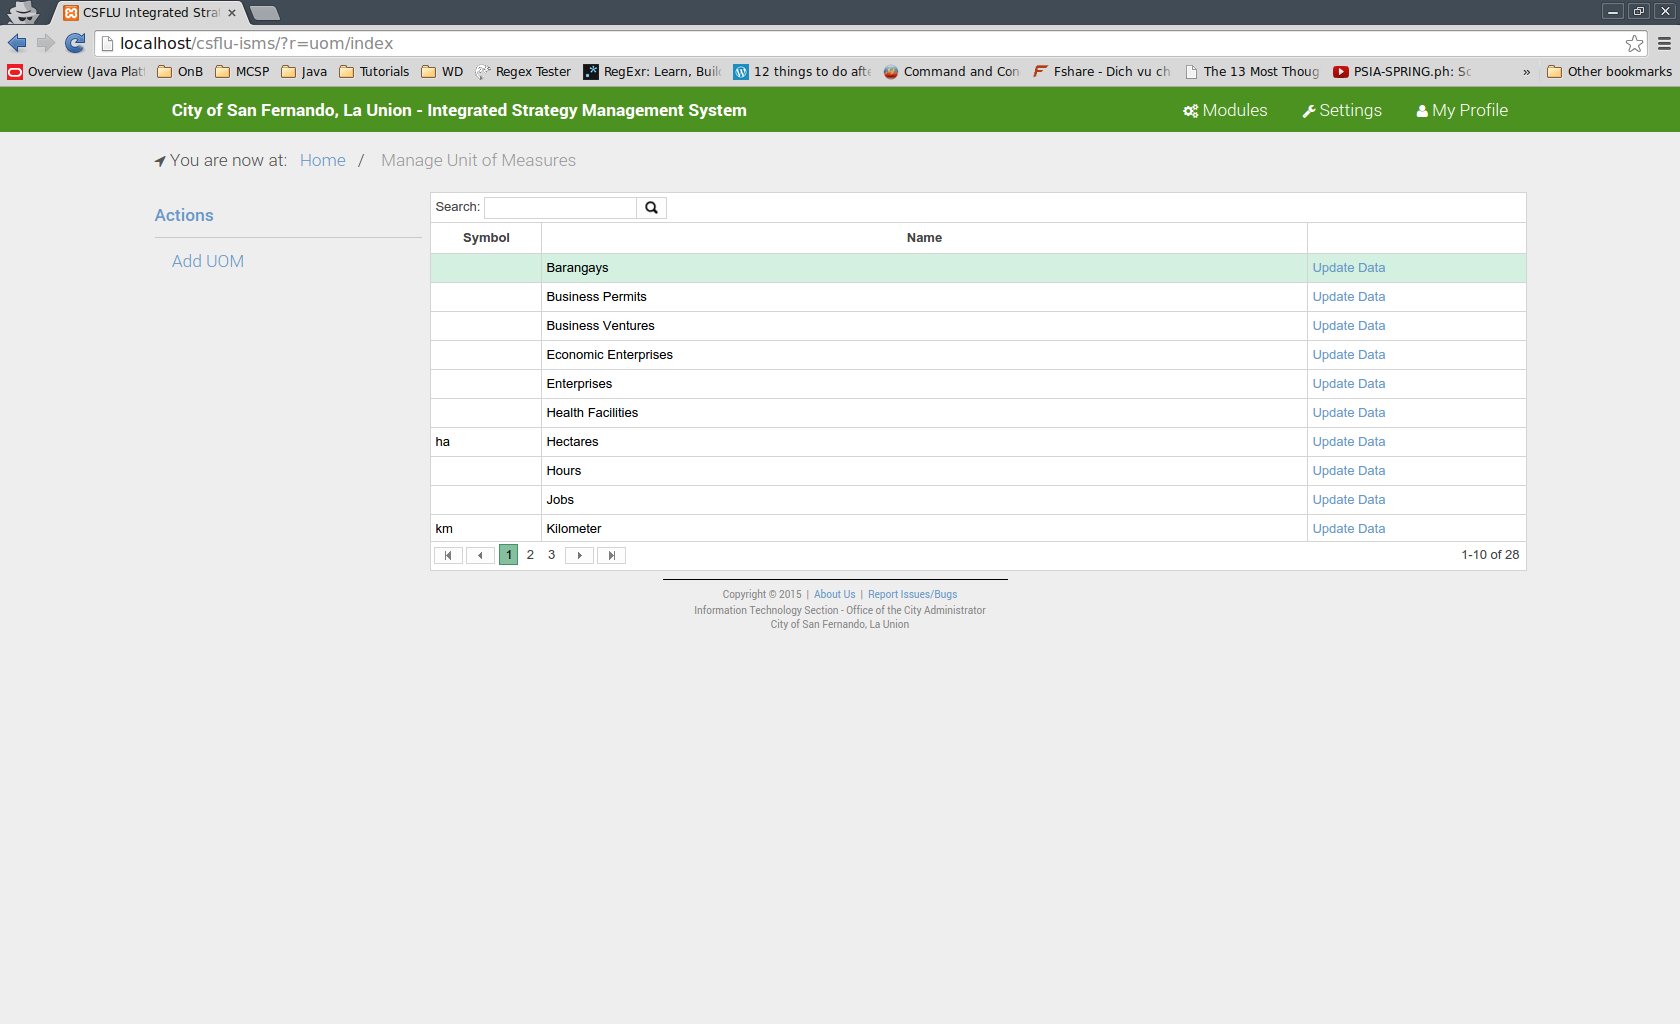 CSFLU Integrated Stra
localhost/csflu-isms/?r=uom/index
Overview (Java Plat OnB MCSP Java Tutorials WD Regex Tester RegExr: Learn, Buil 12 things to do afte Command and Con Fshare - Dich vu ch The 13 Most Thoug PSIA-SPRING.ph: Sc » Other bookmarks
City of San Fernando, La Union - Integrated Strategy Management System Modules Settings My Profile
You are now at: Home / Manage Unit of Measures
Actions
Add UOM
Search:
Symbol Name
Barangays Update Data
Business Permits Update Data
Business Ventures Update Data
Economic Enterprises Update Data
Enterprises Update Data
Health Facilities Update Data
ha Hectares Update Data
Hours Update Data
Jobs Update Data
km Kilometer Update Data
1 2 3 1-10 of 28
Copyright © 2015 | About Us | Report Issues/Bugs
Information Technology Section - Office of the City Administrator
City of San Fernando, La Union